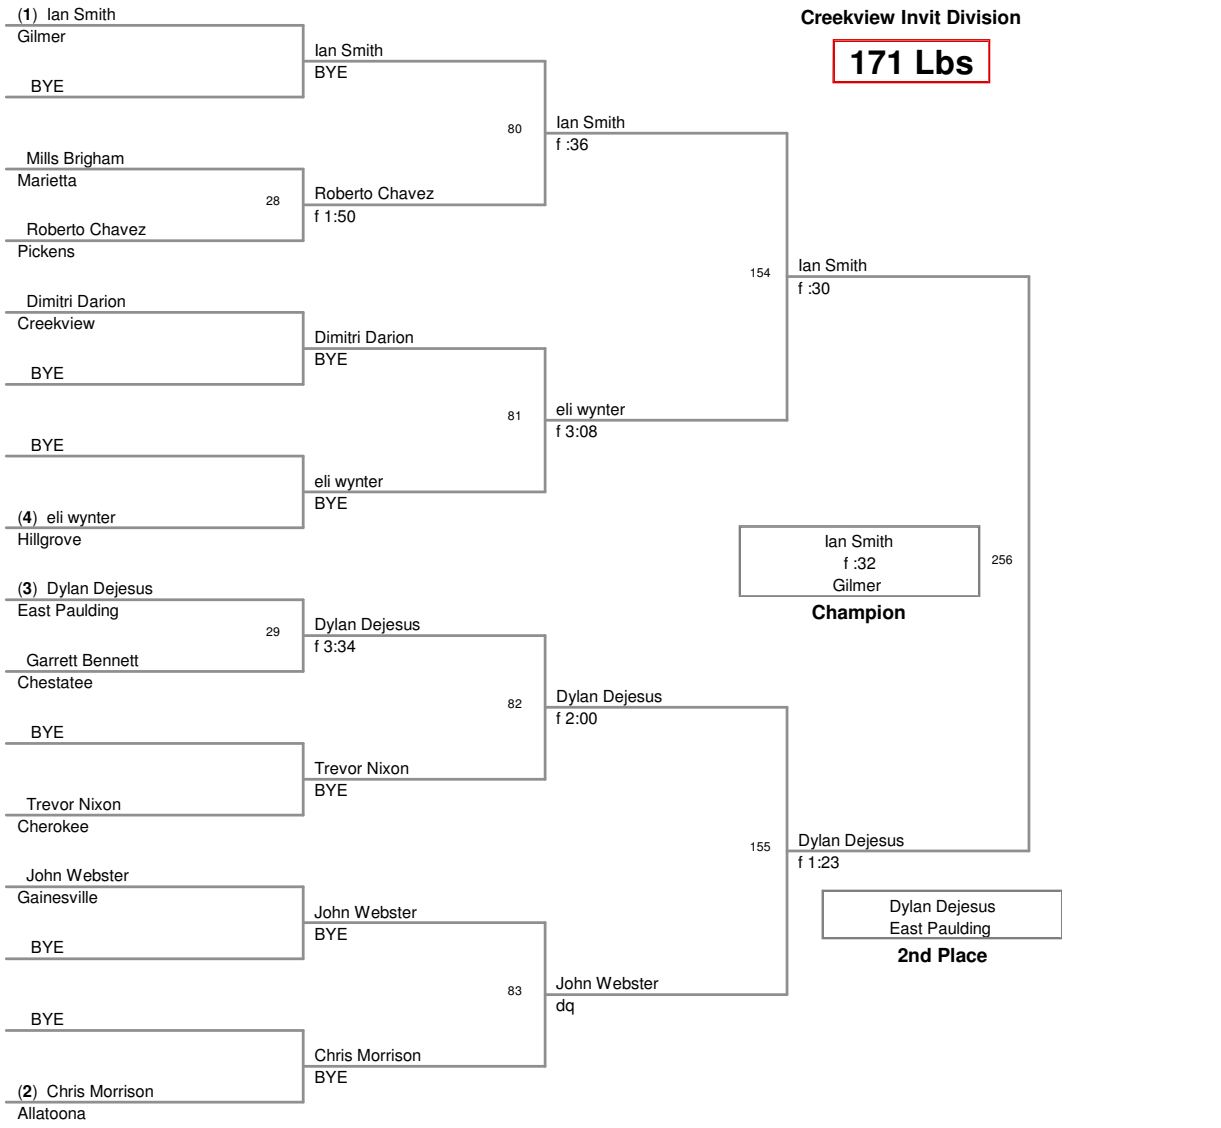 Creekview Invit Division
171 Lbs
(1) Ian Smith
Gilmer
BYE
Mills Brigham
Marietta
28
Roberto Chavez
Pickens
Dimitri Darion
Creekview
BYE
BYE
(4) eli wynter
Hillgrove
(3) Dylan Dejesus
East Paulding
29
Garrett Bennett
Chestatee
BYE
Trevor Nixon
Cherokee
John Webster
Gainesville
BYE
BYE
(2) Chris Morrison
Allatoona
Ian Smith
BYE
80
Roberto Chavez
f 1:50
Dimitri Darion
BYE
81
eli wynter
BYE
Dylan Dejesus
f 3:34
82
Trevor Nixon
BYE
John Webster
BYE
83
Chris Morrison
BYE
Ian Smith
f :36
154
eli wynter
f 3:08
Dylan Dejesus
f 2:00
155
John Webster
dq
Ian Smith
f :30
256
Dylan Dejesus
f 1:23
Ian Smith
f :32
Gilmer
Champion
Dylan Dejesus
East Paulding
2nd Place